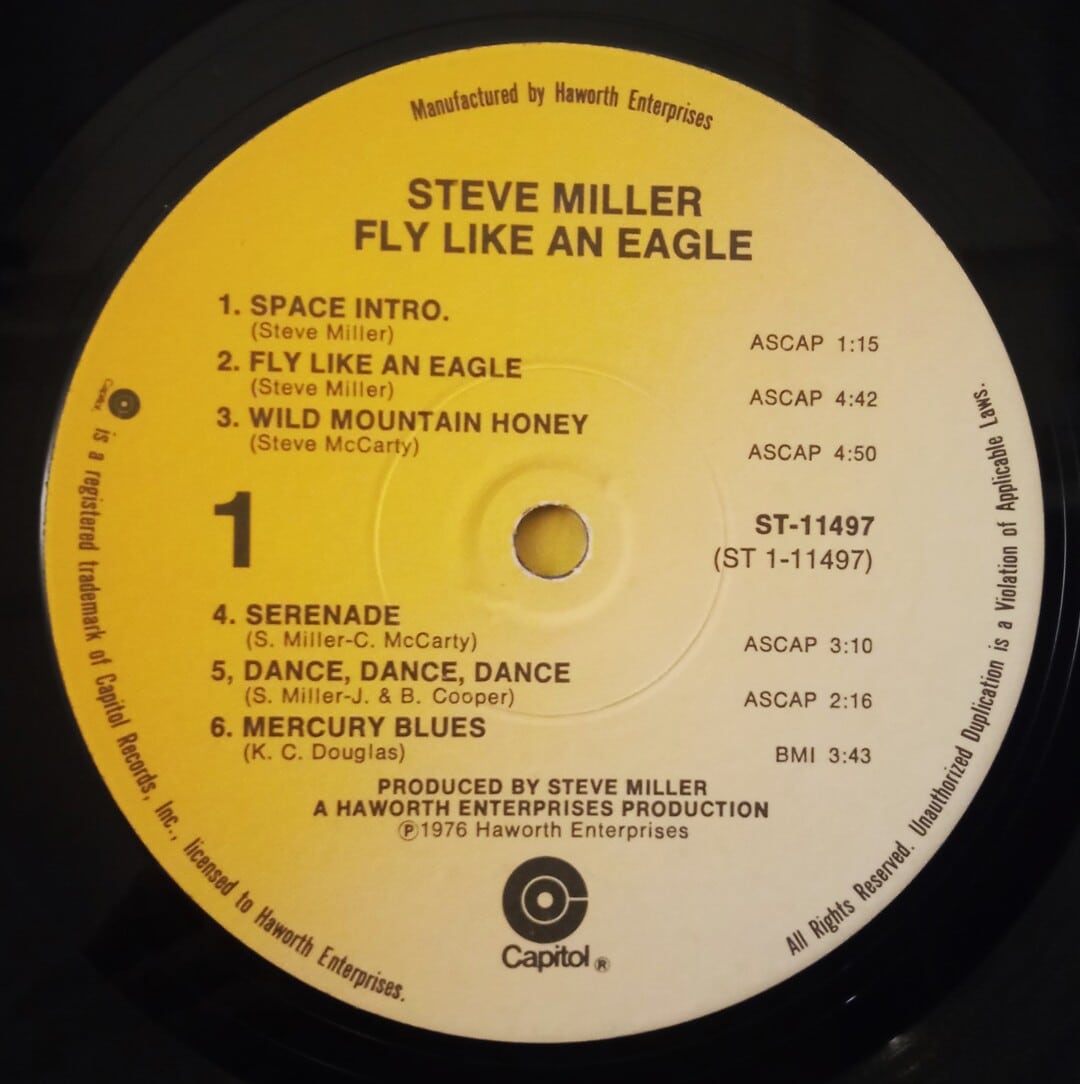 Manufactured by Haworth Enterprises
STEVE MILLER
FLY LIKE AN EAGLE
1. SPACE INTRO.
(Steve Miller)
ASCAP 1:15
2. FLY LIKE AN EAGLE
(Steve Miller)
ASCAP 4:42
3. WILD MOUNTAIN HONEY
(Steve McCarty)
ASCAP 4:50
1
ST-11497
(ST 1-11497)
4. SERENADE
(S. Miller-C. McCarty)
ASCAP 3:10
5, DANCE, DANCE, DANCE
(S. Miller-J. & B. Cooper)
ASCAP 2:16
6. MERCURY BLUES
(K. C. Douglas)
BMI 3:43
PRODUCED BY STEVE MILLER
A HAWORTH ENTERPRISES PRODUCTION
℗1976 Haworth Enterprises
Capitol ®
Capitol. is a registered trademark of Capitol Records, Inc., licensed to Haworth Enterprises.
All Rights Reserved. Unauthorized Duplication is a Violation of Applicable Laws.